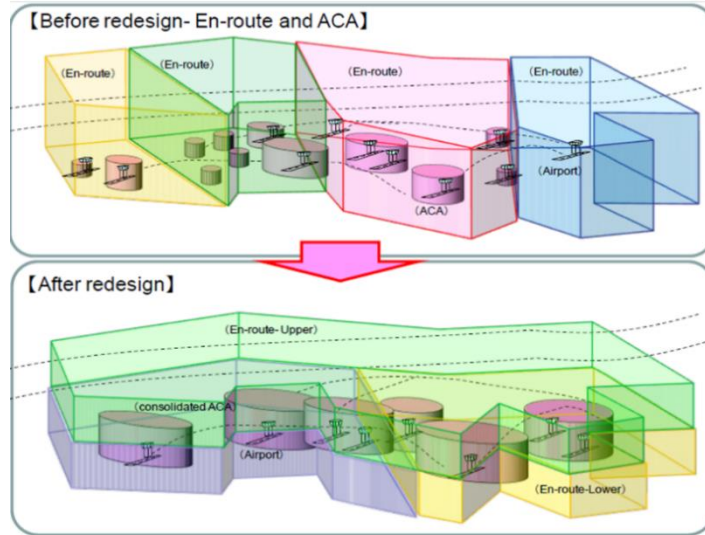 【Before redesign- En-route and ACA】
(En-route)
(En-route)
(En-route)
(En-route)
(Airport)
(ACA)
【After redesign】
(En-route- Upper)
(consolidated ACA)
(Airport)
(En-route-Lower)